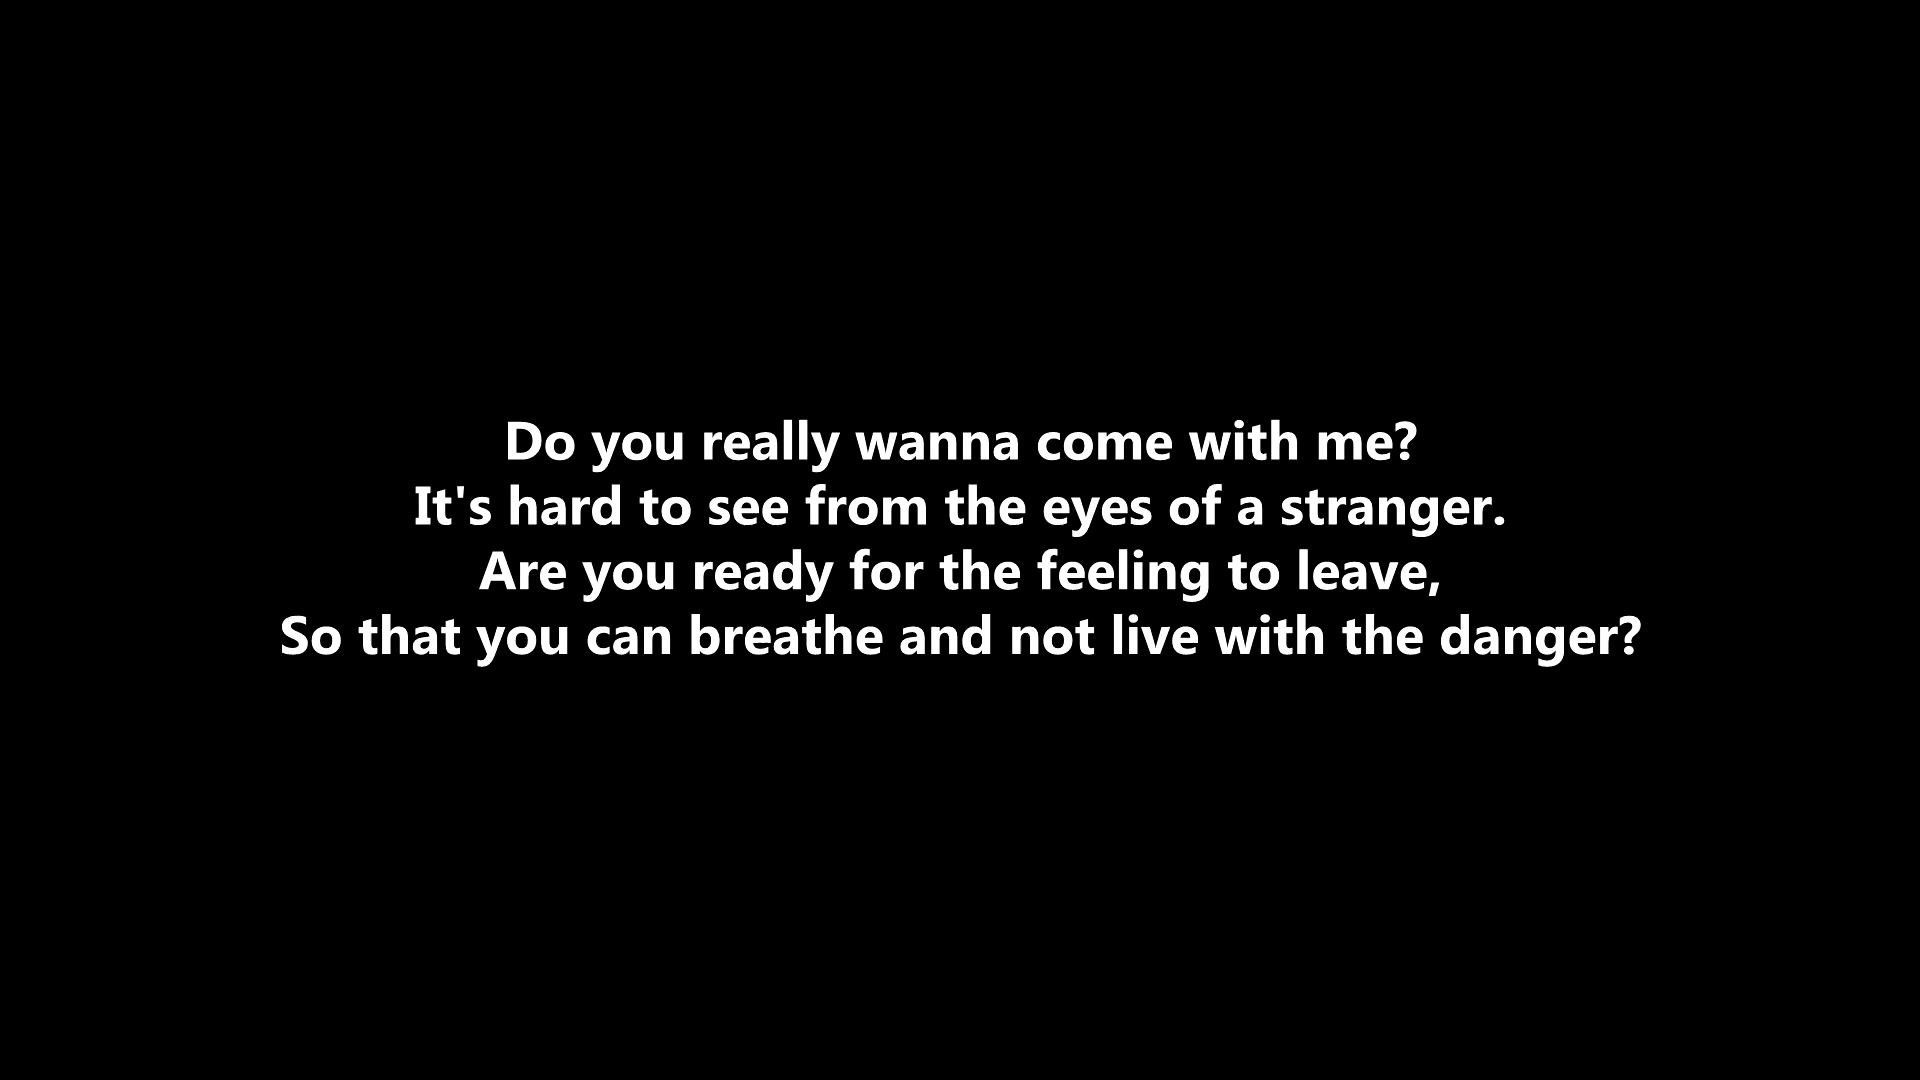 Do you really wanna come with me?
It's hard to see from the eyes of a stranger.
Are you ready for the feeling to leave,
So that you can breathe and not live with the danger?